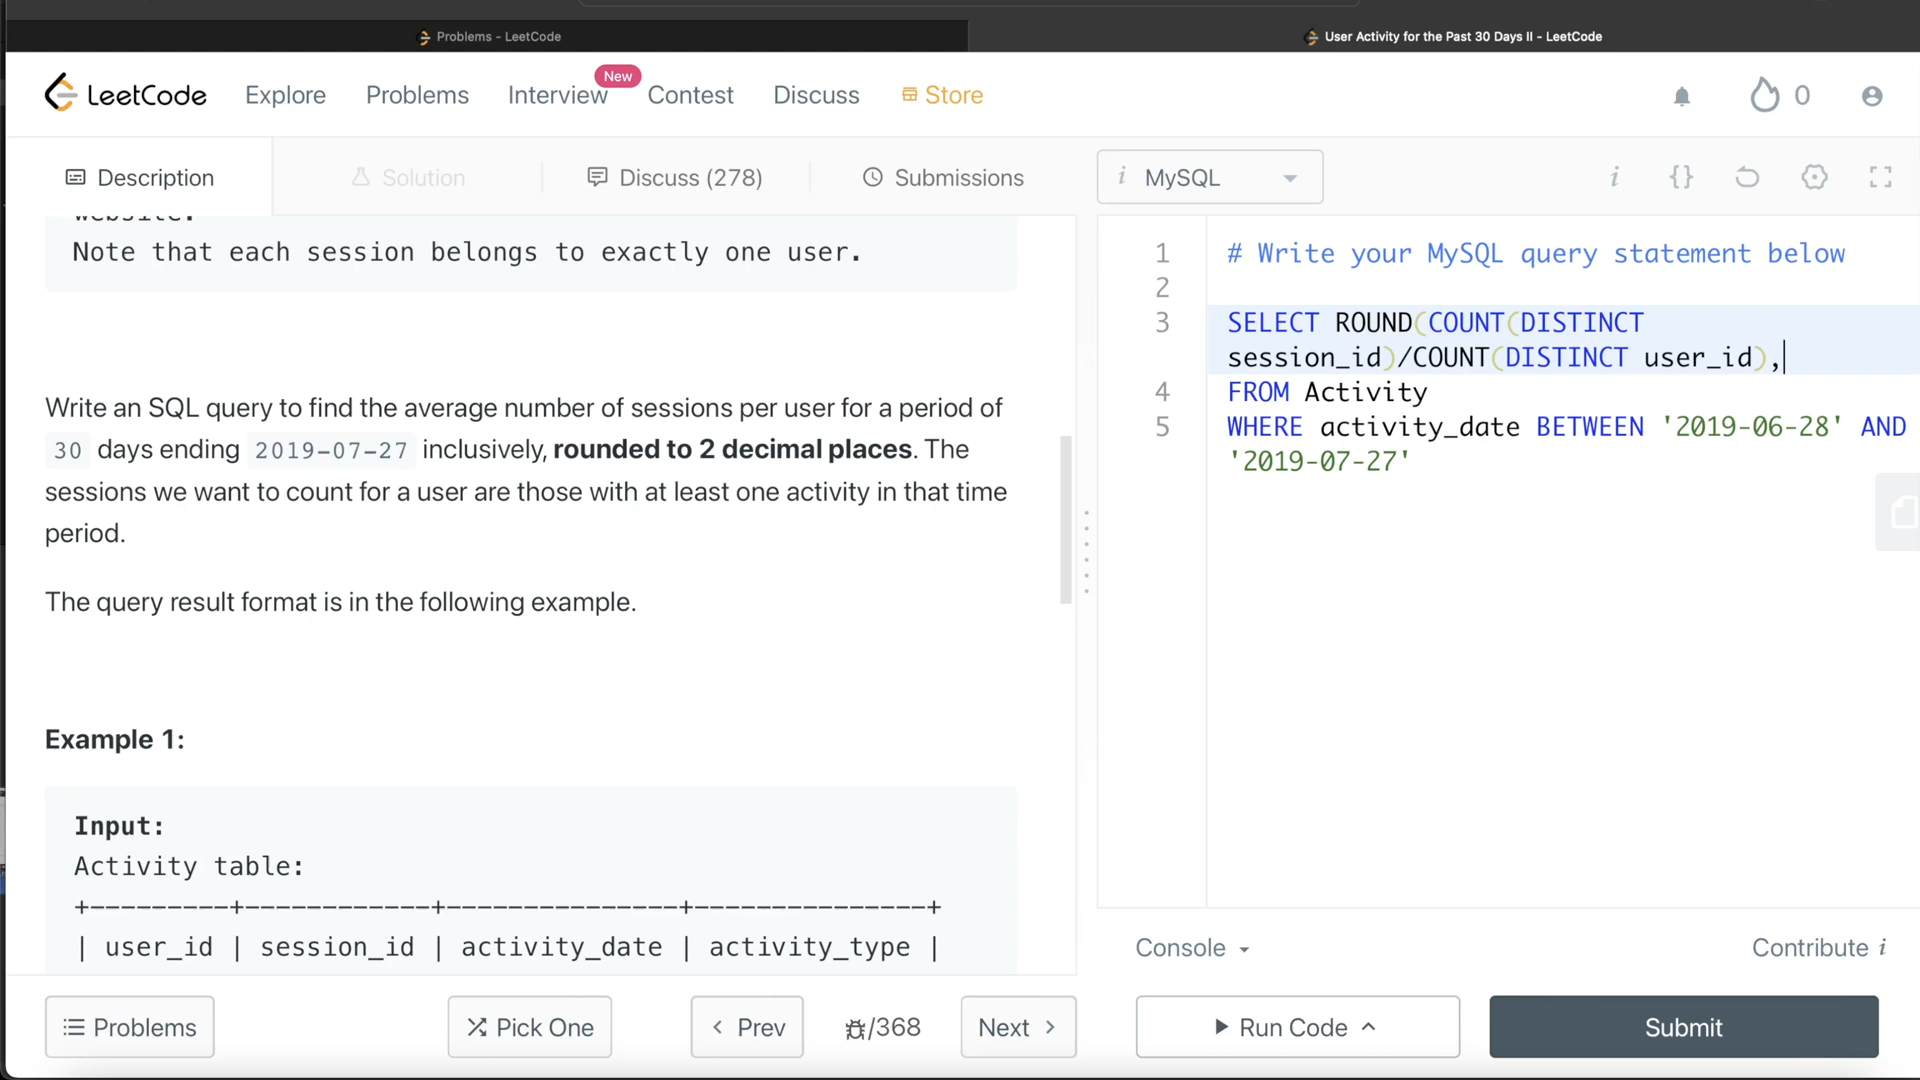 Problems - LeetCode
User Activity for the Past 30 Days II - LeetCode
LeetCode
Explore
Problems
Interview
New
Contest
Discuss
Store
0
Description
Solution
Discuss (278)
Submissions
i MySQL
i
{}
website.
Note that each session belongs to exactly one user.
Write an SQL query to find the average number of sessions per user for a period of
30 days ending 2019-07-27 inclusively, rounded to 2 decimal places. The
sessions we want to count for a user are those with at least one activity in that time
period.
The query result format is in the following example.
Example 1:
Input:
Activity table:
+---------+------------+---------------+---------------+
| user_id | session_id | activity_date | activity_type |
1 # Write your MySQL query statement below
2
3 SELECT ROUND(COUNT(DISTINCT
session_id)/COUNT(DISTINCT user_id),
4 FROM Activity
5 WHERE activity_date BETWEEN '2019-06-28' AND
'2019-07-27'
Console
Contribute i
Problems
Pick One
Prev
/368
Next
Run Code
Submit